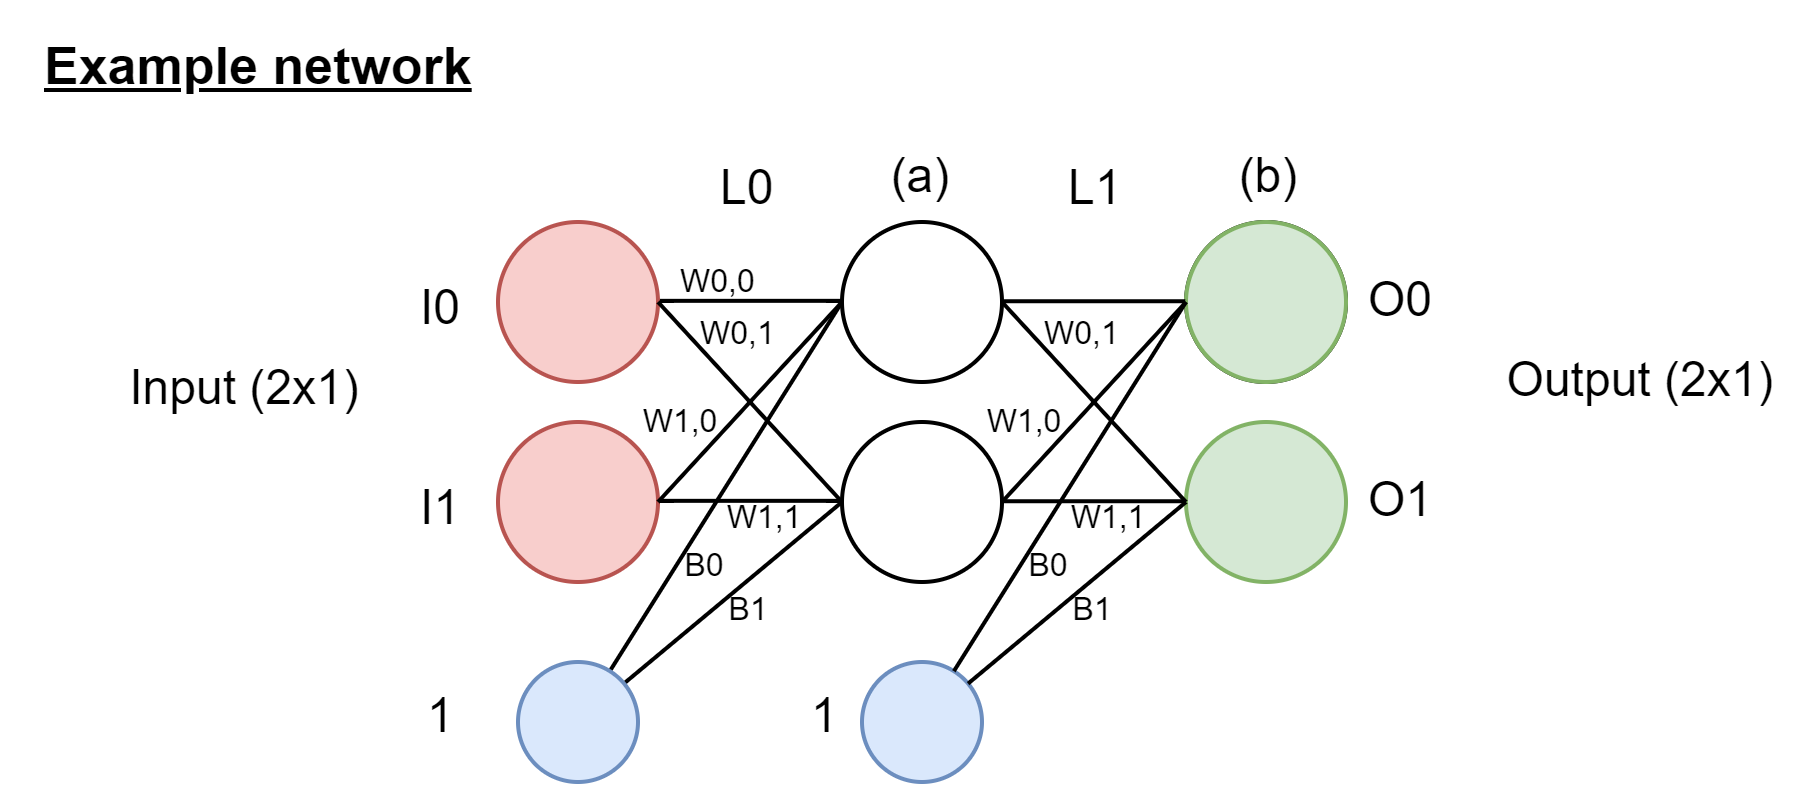 Example network
L0
(a)
L1
(b)
W0,0
I0
O0
W0,1
W0,1
Input (2x1)
Output (2x1)
W1,0
W1,0
I1
O1
W1,1
W1,1
B0
B0
B1
B1
1
1